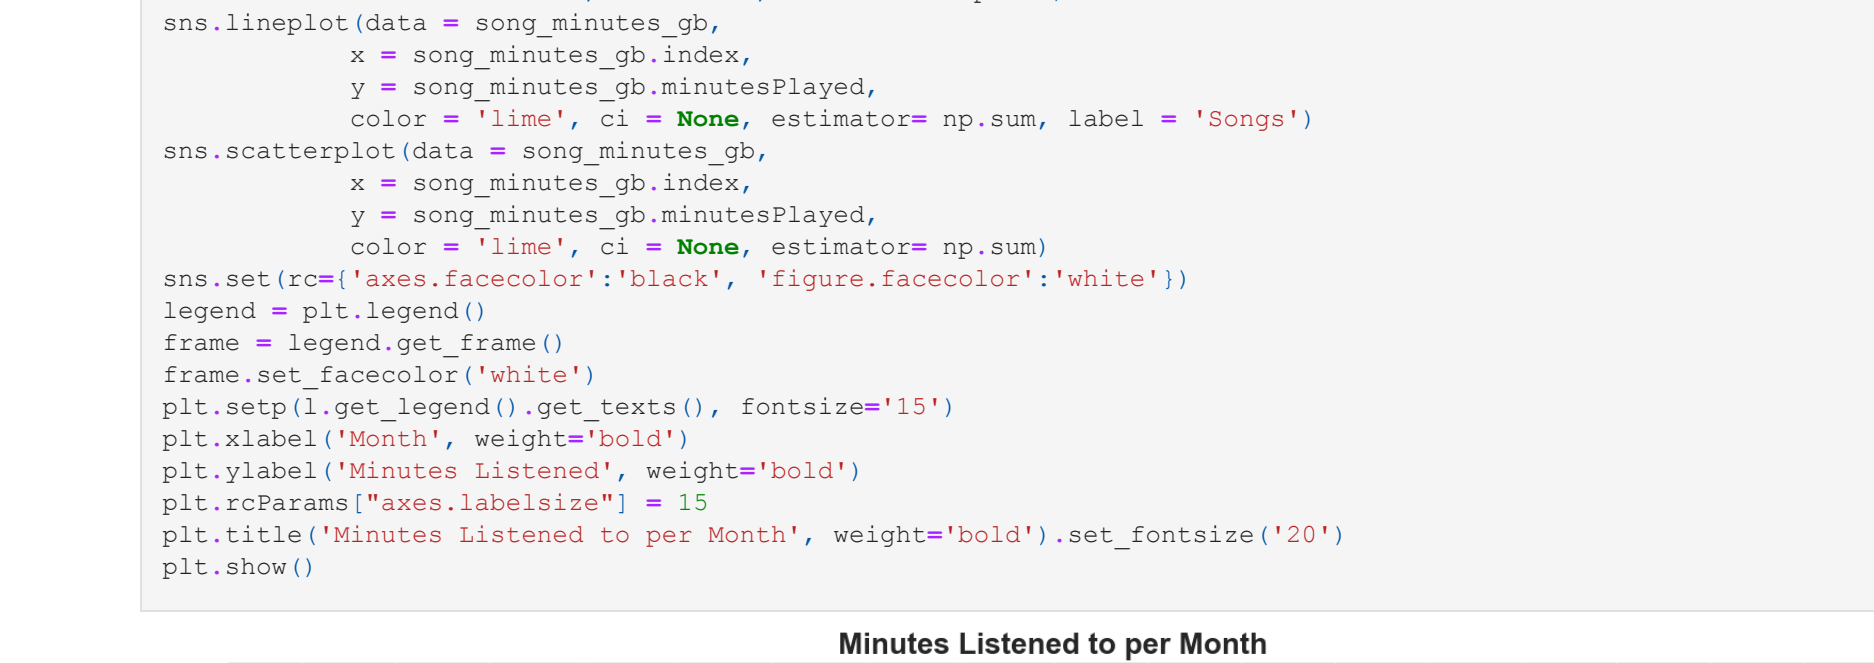 sns.lineplot(data = song_minutes_gb,
            x = song_minutes_gb.index,
            y = song_minutes_gb.minutesPlayed,
            color = 'lime', ci = None, estimator= np.sum, label = 'Songs')
sns.scatterplot(data = song_minutes_gb,
            x = song_minutes_gb.index,
            y = song_minutes_gb.minutesPlayed,
            color = 'lime', ci = None, estimator= np.sum)
sns.set(rc={'axes.facecolor':'black', 'figure.facecolor':'white'})
legend = plt.legend()
frame = legend.get_frame()
frame.set_facecolor('white')
plt.setp(l.get_legend().get_texts(), fontsize='15')
plt.xlabel('Month', weight='bold')
plt.ylabel('Minutes Listened', weight='bold')
plt.rcParams["axes.labelsize"] = 15
plt.title('Minutes Listened to per Month', weight='bold').set_fontsize('20')
plt.show()
Minutes Listened to per Month